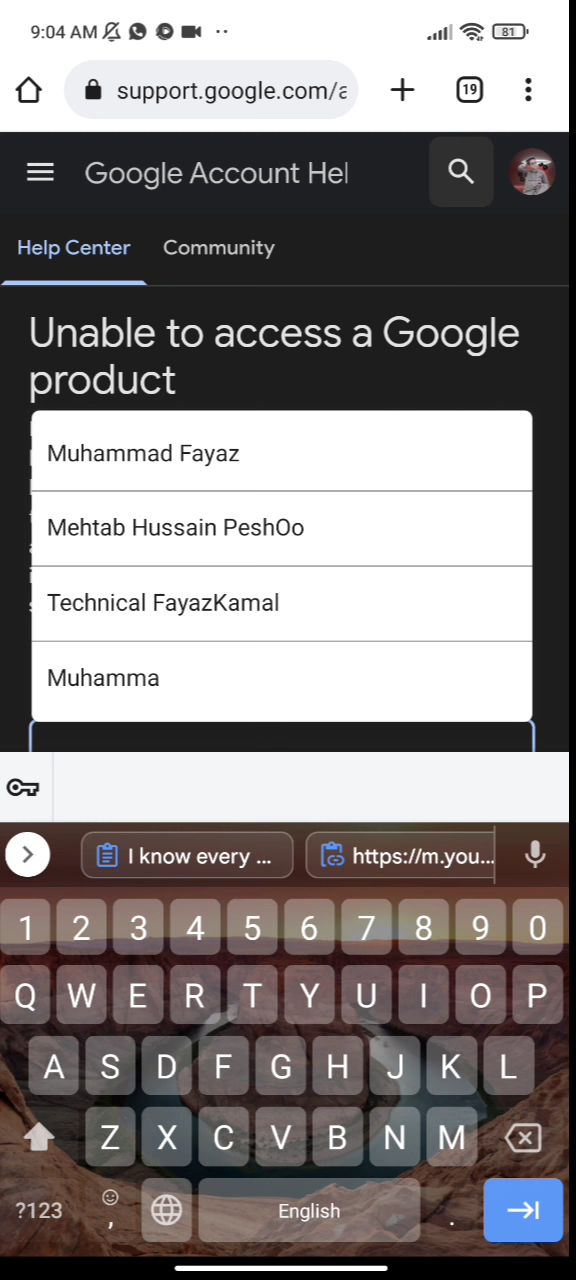 9:04 AM
81
support.google.com/a
19
Google Account Hel
Help Center
Community
Unable to access a Google
product
Muhammad Fayaz
Mehtab Hussain PeshOo
Technical FayazKamal
Muhamma
I know every ...
https://m.you...
1 2 3 4 5 6 7 8 9 0
Q W E R T Y U I O P
A S D F G H J K L
Z X C V B N M
?123 , English .